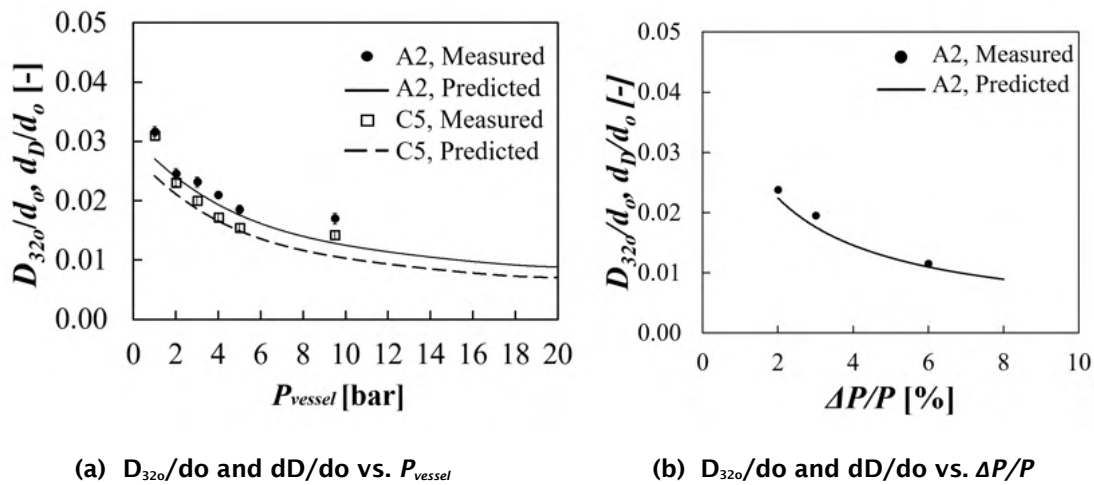 0.05
0.04
0.03
0.02
0.01
0.00
D32o/do, dD/do [-]
A2, Measured
A2, Predicted
C5, Measured
C5, Predicted
0 2 4 6 8 10 12 14 16 18 20
Pvessel [bar]
(a) D32o/do and dD/do vs. Pvessel
0.05
0.04
0.03
0.02
0.01
0.00
D32o/do, dD/do [-]
A2, Measured
A2, Predicted
0 2 4 6 8 10
ΔP/P [%]
(b) D32o/do and dD/do vs. ΔP/P